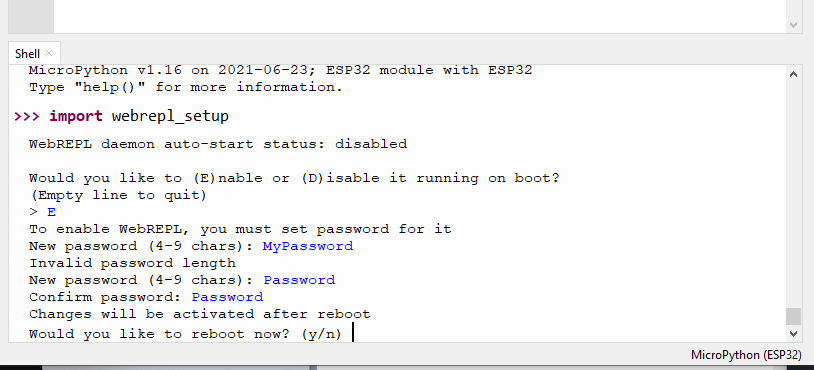 Shell ×
MicroPython v1.16 on 2021-06-23; ESP32 module with ESP32
Type "help()" for more information.
>>> import webrepl_setup
WebREPL daemon auto-start status: disabled
Would you like to (E)nable or (D)isable it running on boot?
(Empty line to quit)
> E
To enable WebREPL, you must set password for it
New password (4-9 chars): MyPassword
Invalid password length
New password (4-9 chars): Password
Confirm password: Password
Changes will be activated after reboot
Would you like to reboot now? (y/n)
MicroPython (ESP32)